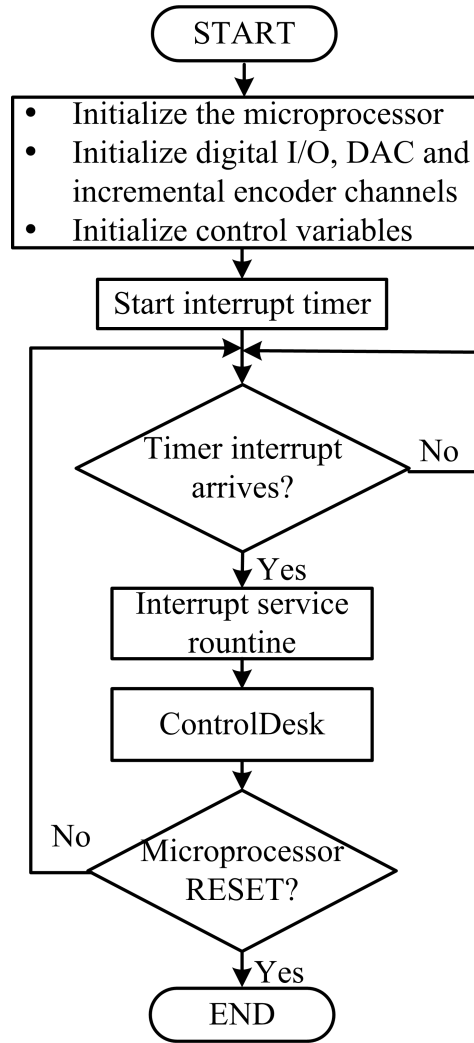 START
• Initialize the microprocessor
• Initialize digital I/O, DAC and
incremental encoder channels
• Initialize control variables
Start interrupt timer
Timer interrupt
arrives?
No
Yes
Interrupt service
rountine
ControlDesk
No
Microprocessor
RESET?
Yes
END